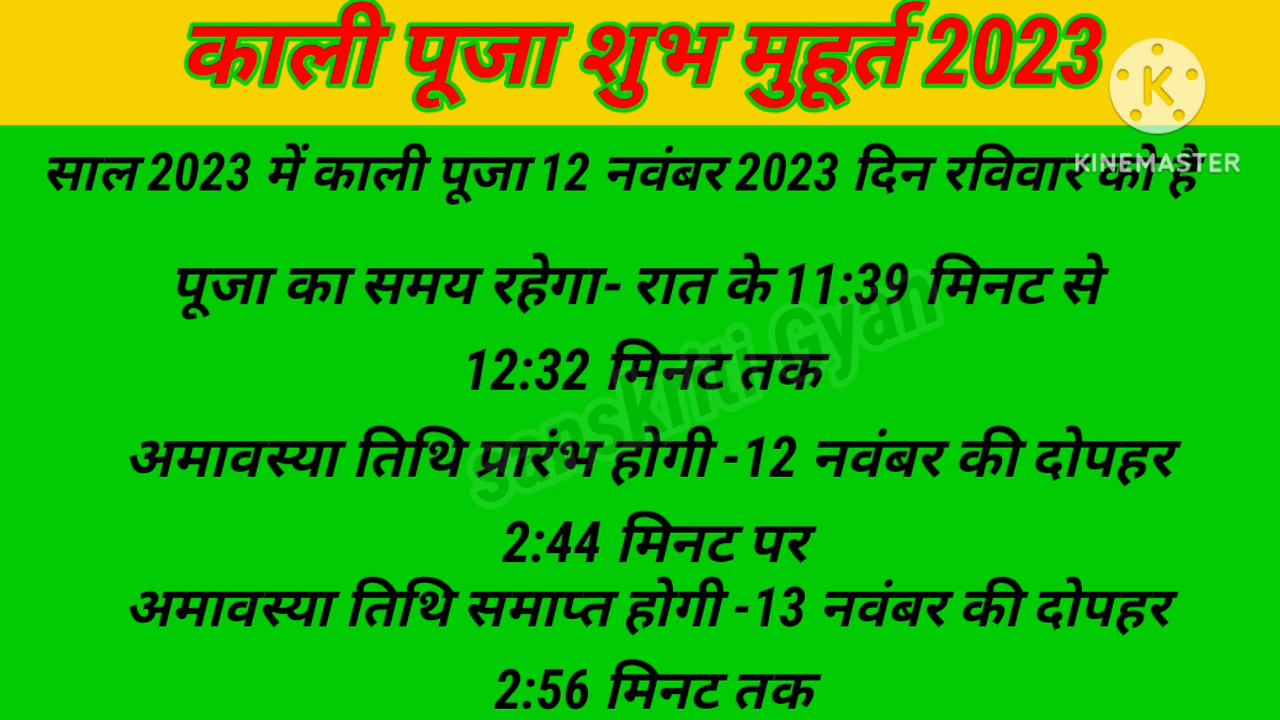 काली पूजा शुभ मुहूर्त 2023
साल 2023 में काली पूजा 12 नवंबर 2023 दिन रविवार को है
K
KINEMASTER
पूजा का समय रहेगा- रात के 11:39 मिनट से
12:32 मिनट तक
sanskriti Gyan
अमावस्या तिथि प्रारंभ होगी -12 नवंबर की दोपहर
2:44 मिनट पर
अमावस्या तिथि समाप्त होगी -13 नवंबर की दोपहर
2:56 मिनट तक